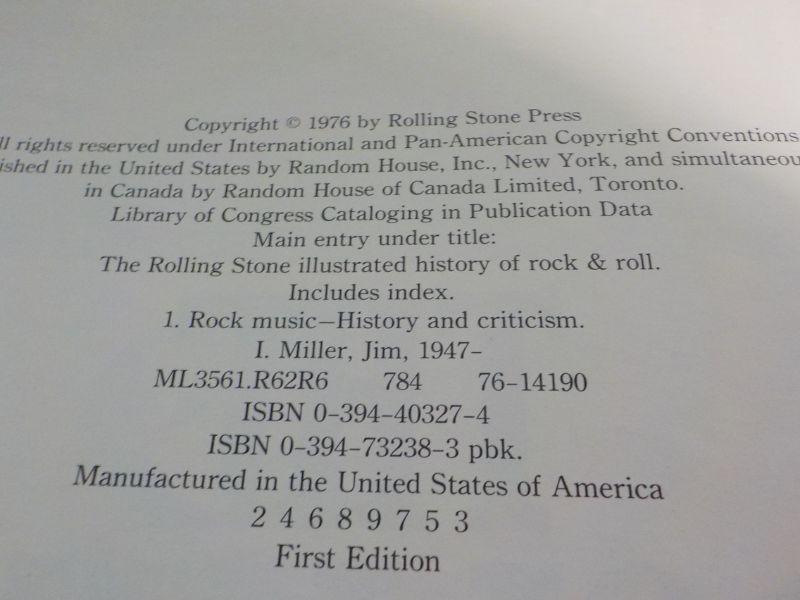 Copyright © 1976 by Rolling Stone Press
ll rights reserved under International and Pan-American Copyright Conventions
ished in the United States by Random House, Inc., New York, and simultaneou
in Canada by Random House of Canada Limited, Toronto.
Library of Congress Cataloging in Publication Data
Main entry under title:
The Rolling Stone illustrated history of rock & roll.
Includes index.
1. Rock music—History and criticism.
I. Miller, Jim, 1947–
ML3561.R62R6 784 76–14190
ISBN 0–394–40327–4
ISBN 0–394–73238–3 pbk.
Manufactured in the United States of America
2 4 6 8 9 7 5 3
First Edition